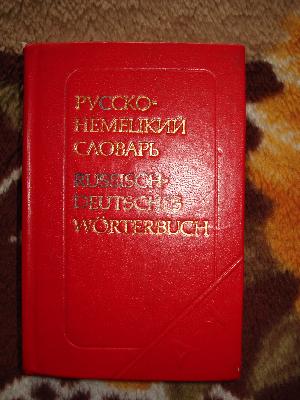 РУССКО-
НЕМЕЦКИЙ
СЛОВАРЬ
RUSSISCH-
DEUTSCHES
WÖRTERBUCH